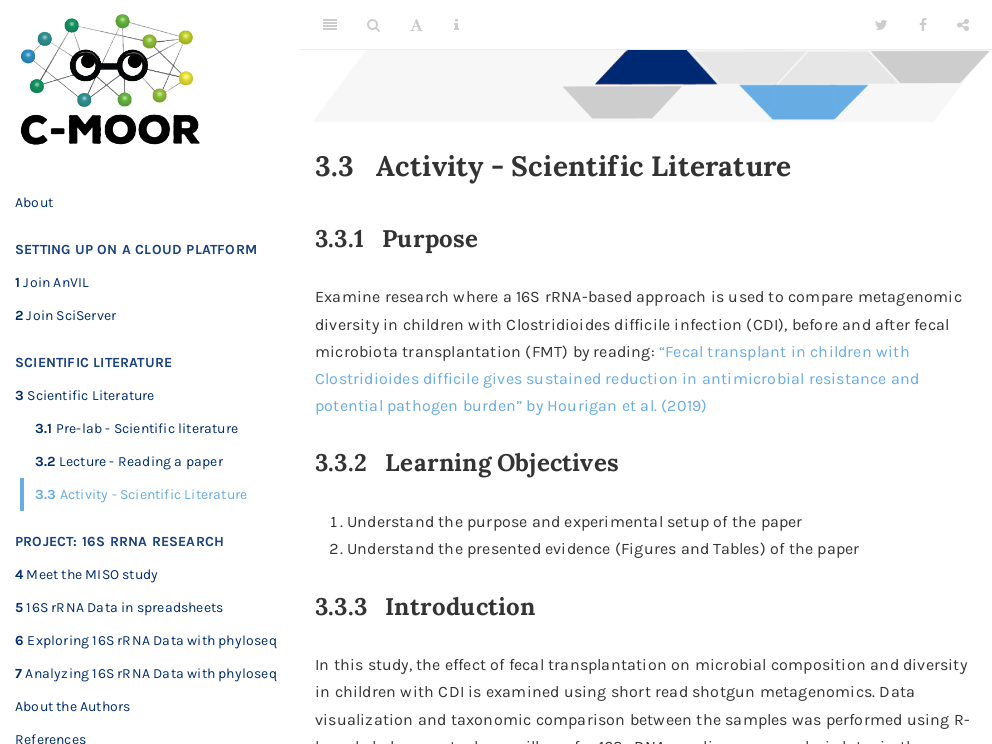 C-MOOR
About
SETTING UP ON A CLOUD PLATFORM
1 Join AnVIL
2 Join SciServer
SCIENTIFIC LITERATURE
3 Scientific Literature
3.1 Pre-lab - Scientific literature
3.2 Lecture - Reading a paper
3.3 Activity - Scientific Literature
PROJECT: 16S RRNA RESEARCH
4 Meet the MISO study
5 16S rRNA Data in spreadsheets
6 Exploring 16S rRNA Data with phyloseq
7 Analyzing 16S rRNA Data with phyloseq
About the Authors
References
3.3 Activity - Scientific Literature
3.3.1 Purpose
Examine research where a 16S rRNA-based approach is used to compare metagenomic
diversity in children with Clostridioides difficile infection (CDI), before and after fecal
microbiota transplantation (FMT) by reading: “Fecal transplant in children with
Clostridioides difficile gives sustained reduction in antimicrobial resistance and
potential pathogen burden” by Hourigan et al. (2019)
3.3.2 Learning Objectives
1. Understand the purpose and experimental setup of the paper
2. Understand the presented evidence (Figures and Tables) of the paper
3.3.3 Introduction
In this study, the effect of fecal transplantation on microbial composition and diversity
in children with CDI is examined using short read shotgun metagenomics. Data
visualization and taxonomic comparison between the samples was performed using R-